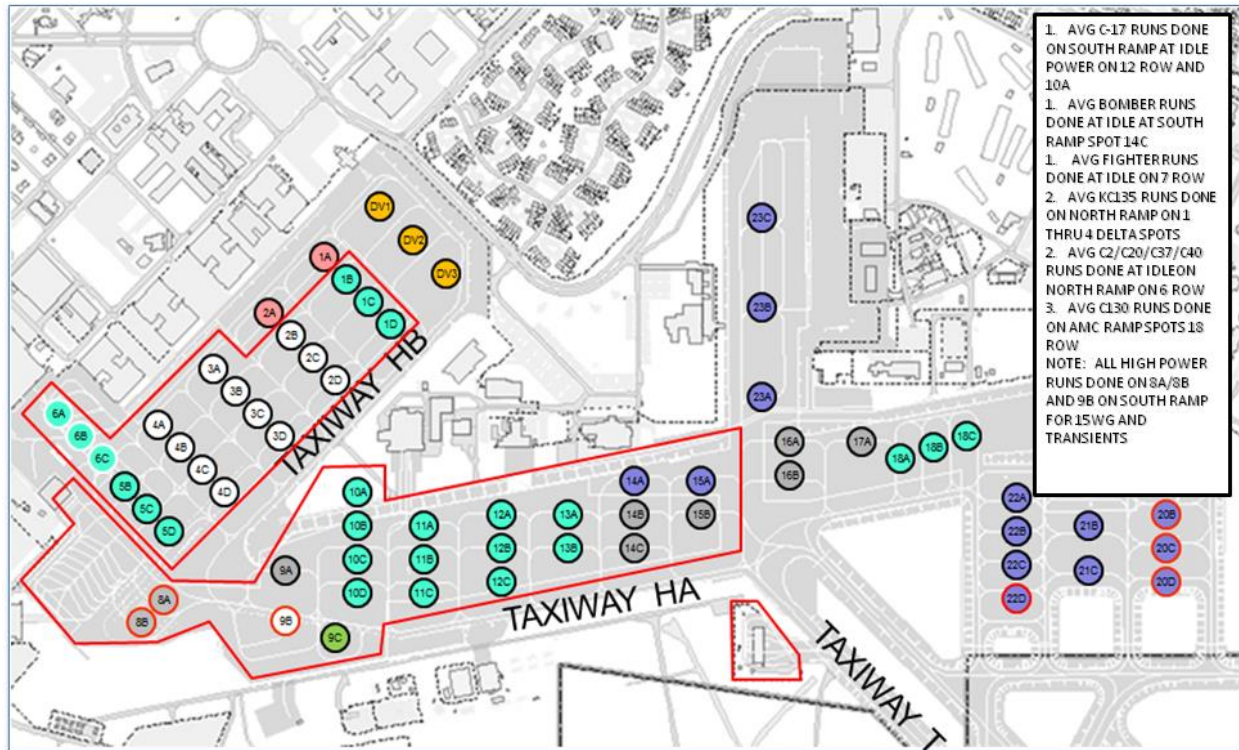 1. AVG C-17 RUNS DONE
ON SOUTH RAMP AT IDLE
POWER ON 12 ROW AND
10A
1. AVG BOMBER RUNS
DONE AT IDLE AT SOUTH
RAMP SPOT 14C
1. AVG FIGHTER RUNS
DONE AT IDLE ON 7 ROW
2. AVG KC135 RUNS DONE
ON NORTH RAMP ON 1
THRU 4 DELTA SPOTS
2. AVG C2/C20/C37/C40
RUNS DONE AT IDLEON
NORTH RAMP ON 6 ROW
3. AVG C130 RUNS DONE
ON AMC RAMP SPOTS 18
ROW
NOTE: ALL HIGH POWER
RUNS DONE ON 8A/8B
AND 9B ON SOUTH RAMP
FOR 15WG AND
TRANSIENTS
DV1
DV2
DV3
1A
1B
1C
1D
2A
2B
2C
2D
3A
3B
3C
3D
4A
4B
4C
4D
6A
6B
6C
5B
5C
5D
TAXIWAY HB
8A
8B
9A
9B
9C
10A
10B
10C
10D
11A
11B
11C
12A
12B
12C
13A
13B
14A
14B
14C
15A
15B
TAXIWAY HA
23C
23B
23A
16A
16B
17A
18A
18B
18C
22A
22B
22C
22D
21B
21C
20B
20C
20D
TAXIWAY T